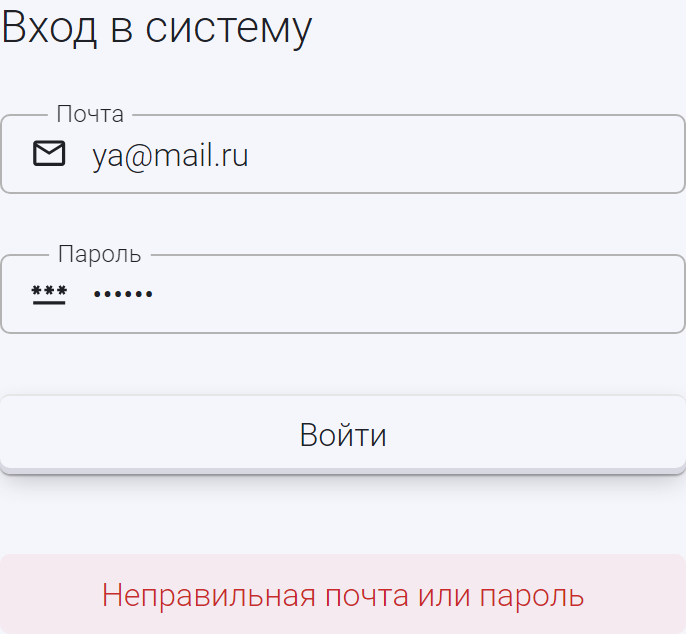 Вход в систему
Почта
ya@mail.ru
Пароль
***
••••••
Войти
Неправильная почта или пароль